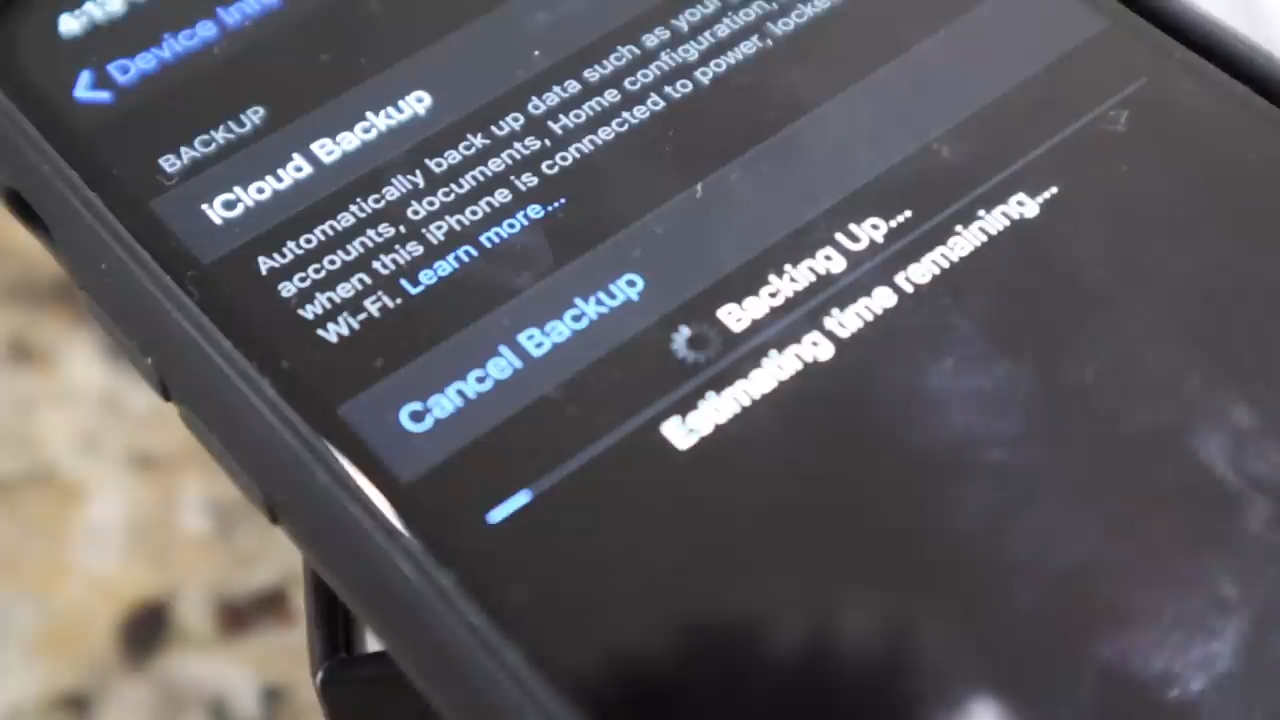 Device Info
BACKUP
iCloud Backup
Automatically back up data such as your
accounts, documents, Home configuration,
when this iPhone is connected to power, locked
Wi-Fi. Learn more...
Cancel Backup
Backing Up...
Estimating time remaining...